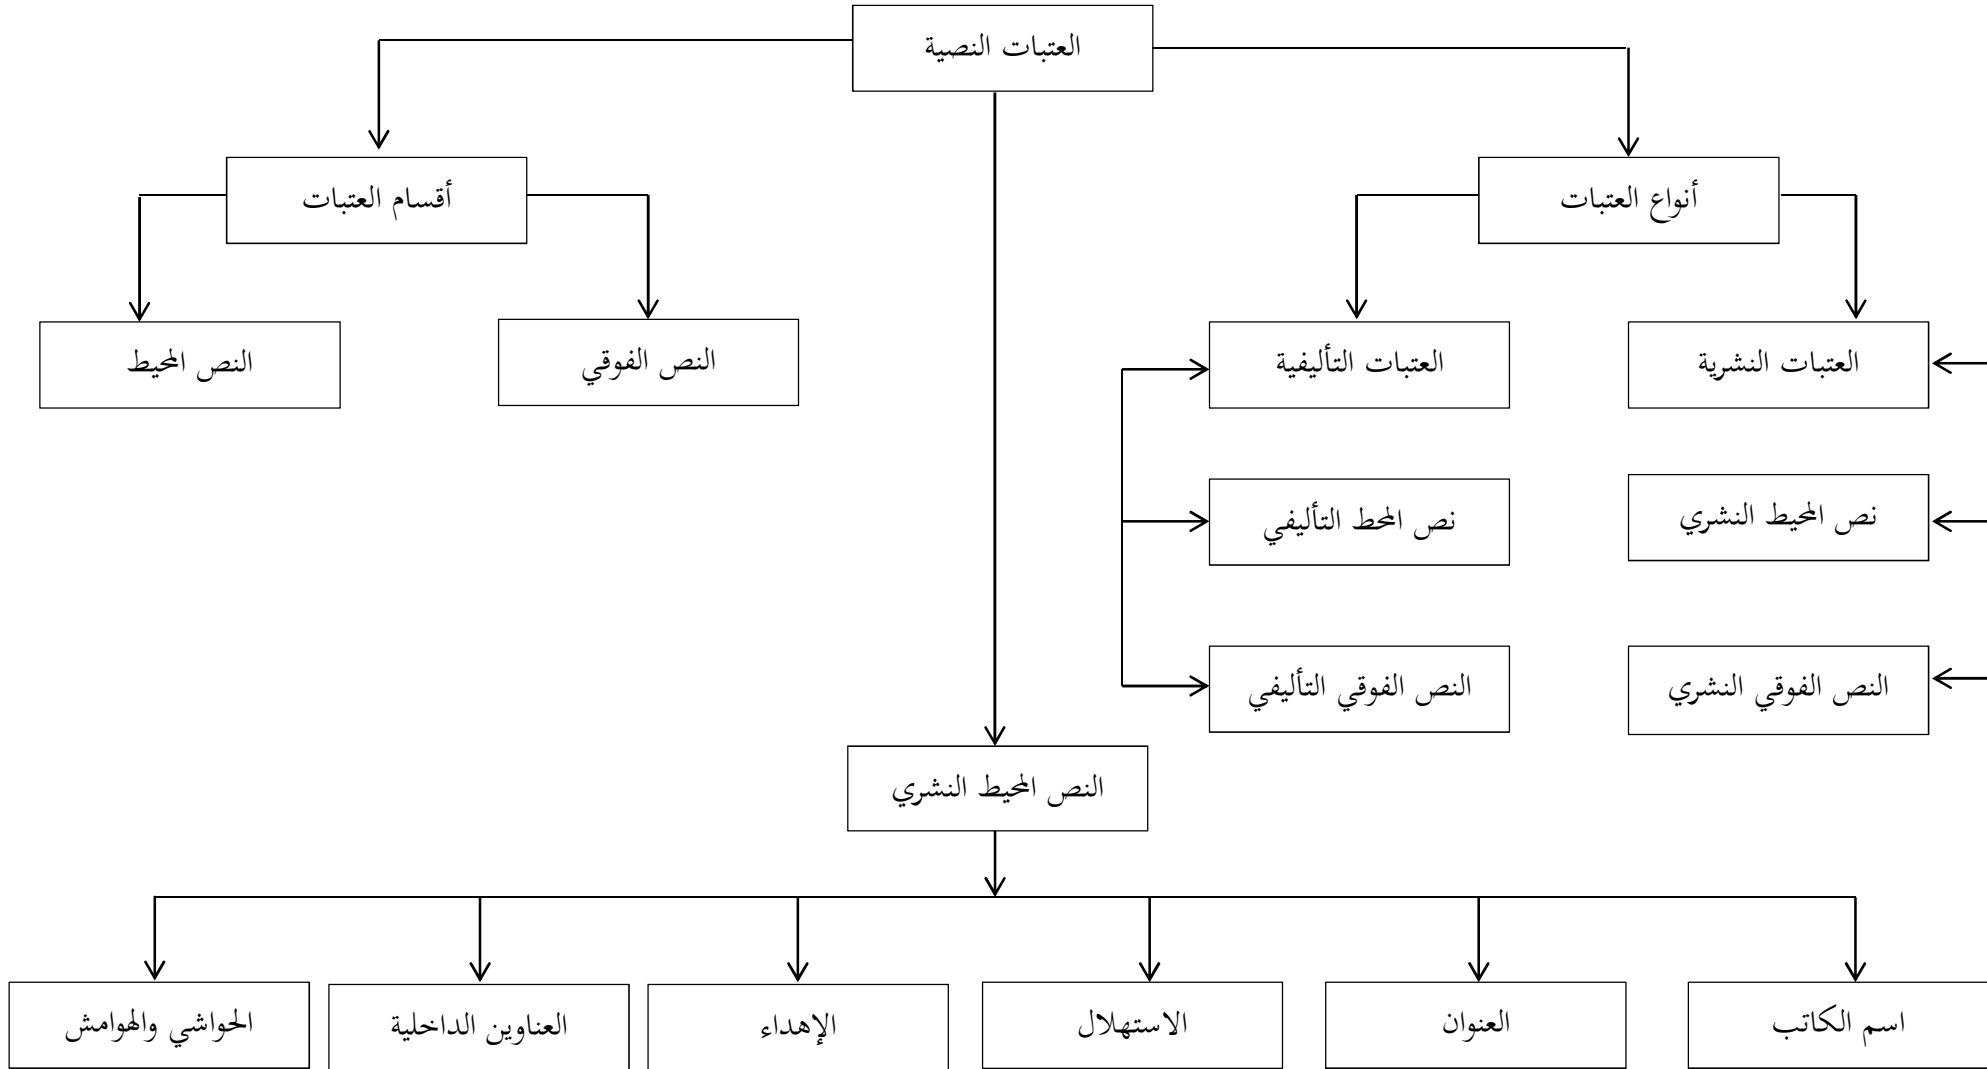 العتبات النصية
أنواع العتبات
أقسام العتبات
العتبات النشرية
العتبات التأليفية
النص الفوقي
النص المحيط
نص المحيط النشري
نص المحط التأليفي
النص الفوقي النشري
النص الفوقي التأليفي
النص المحيط النشري
اسم الكاتب
العنوان
الاستهلال
الإهداء
العناوين الداخلية
الحواشي والهوامش